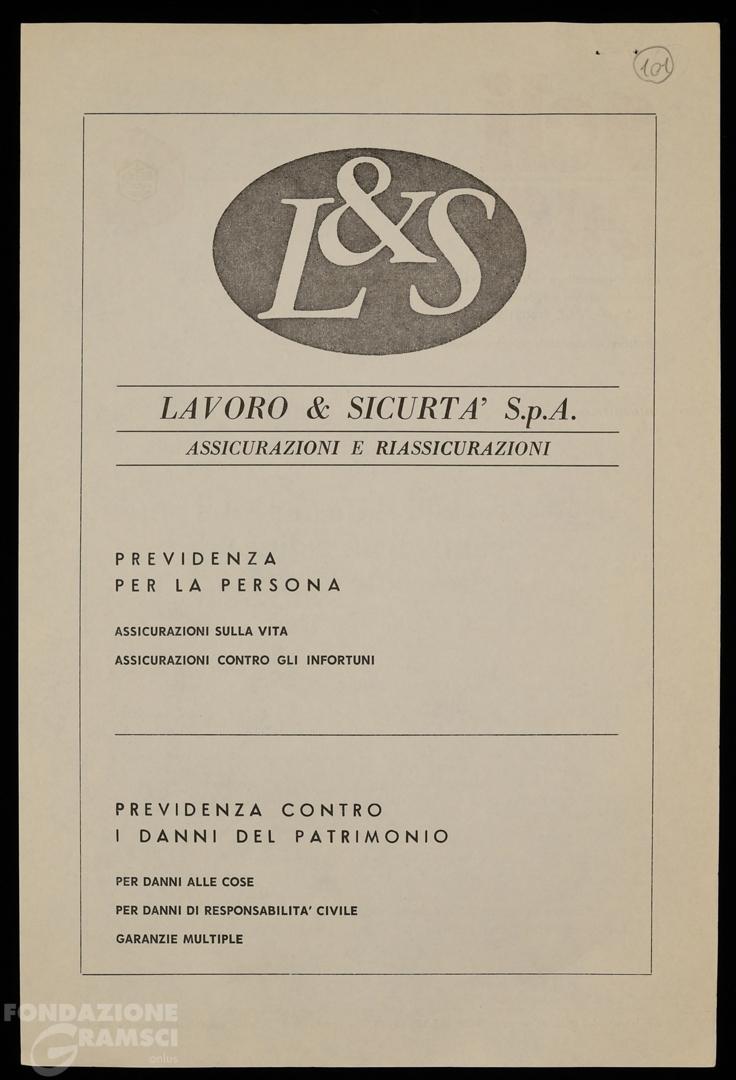 101
L&S
LAVORO & SICURTA' S.p.A.
ASSICURAZIONI E RIASSICURAZIONI
PREVIDENZA
PER LA PERSONA
ASSICURAZIONI SULLA VITA
ASSICURAZIONI CONTRO GLI INFORTUNI
PREVIDENZA CONTRO
I DANNI DEL PATRIMONIO
PER DANNI ALLE COSE
PER DANNI DI RESPONSABILITA' CIVILE
GARANZIE MULTIPLE
FONDAZIONE
GRAMSCI
onlus